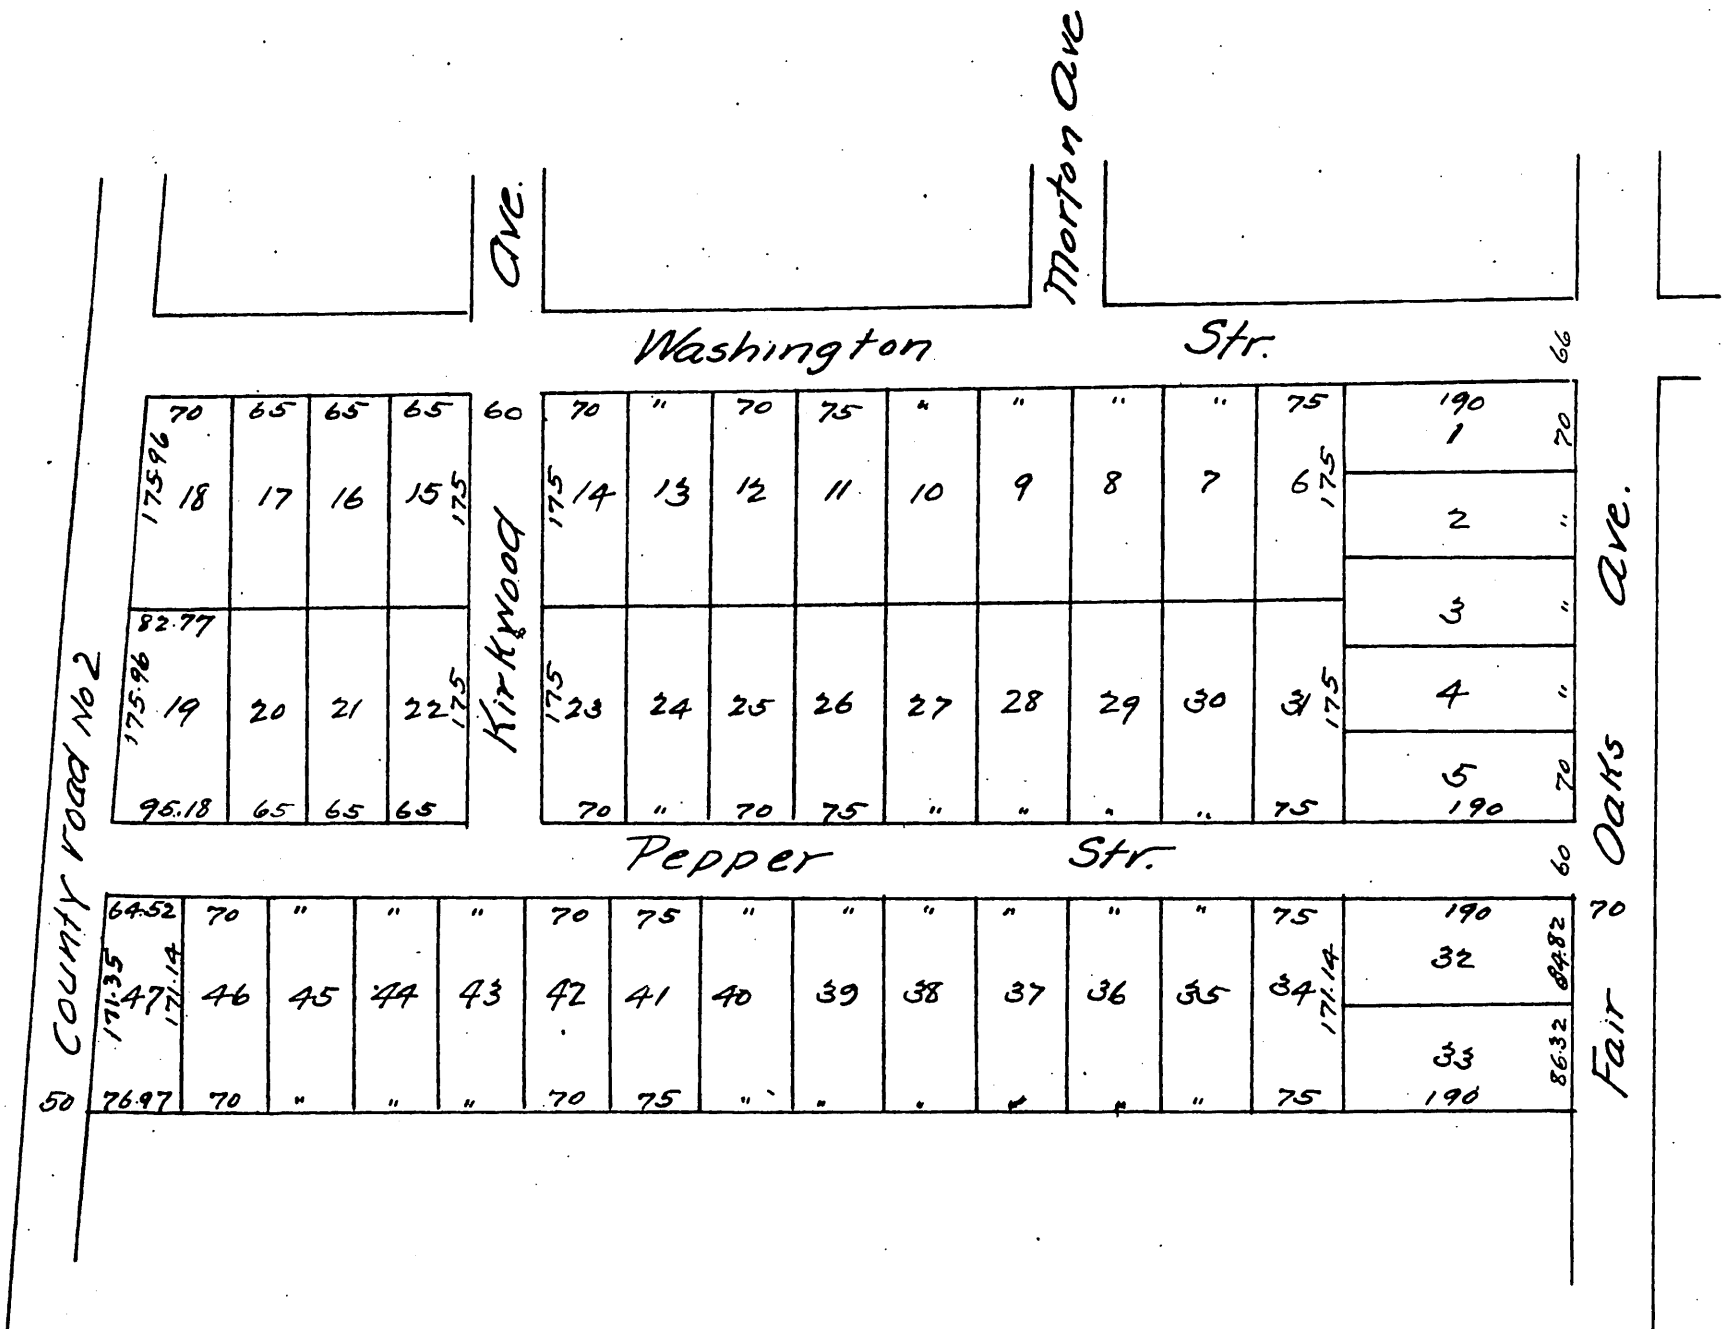 Morton Ave
Ave.
Washington Str.
66
70 65 65 65 60 70 " 70 75 " " " " 75 190
175.96 18 17 16 15 175 175 14 13 12 11 10 9 8 7 6 175 1 70
2 "
3 "
Kirkwood
Ave.
82.77
175.96 19 20 21 22 175 175 23 24 25 26 27 28 29 30 31 175 4 "
5 70
95.18 65 65 65 70 " 70 75 " " " " 75 190
County road No 2
Pepper Str.
60
Fair Oaks
64.52 70 " " " 70 75 " " " " " " 75 190 70
171.35 47 171.14 46 45 44 43 42 41 40 39 38 37 36 35 34 171.14 32 84.82
33 86.32
50 76.97 70 " " " 70 75 " " " " " " 75 190